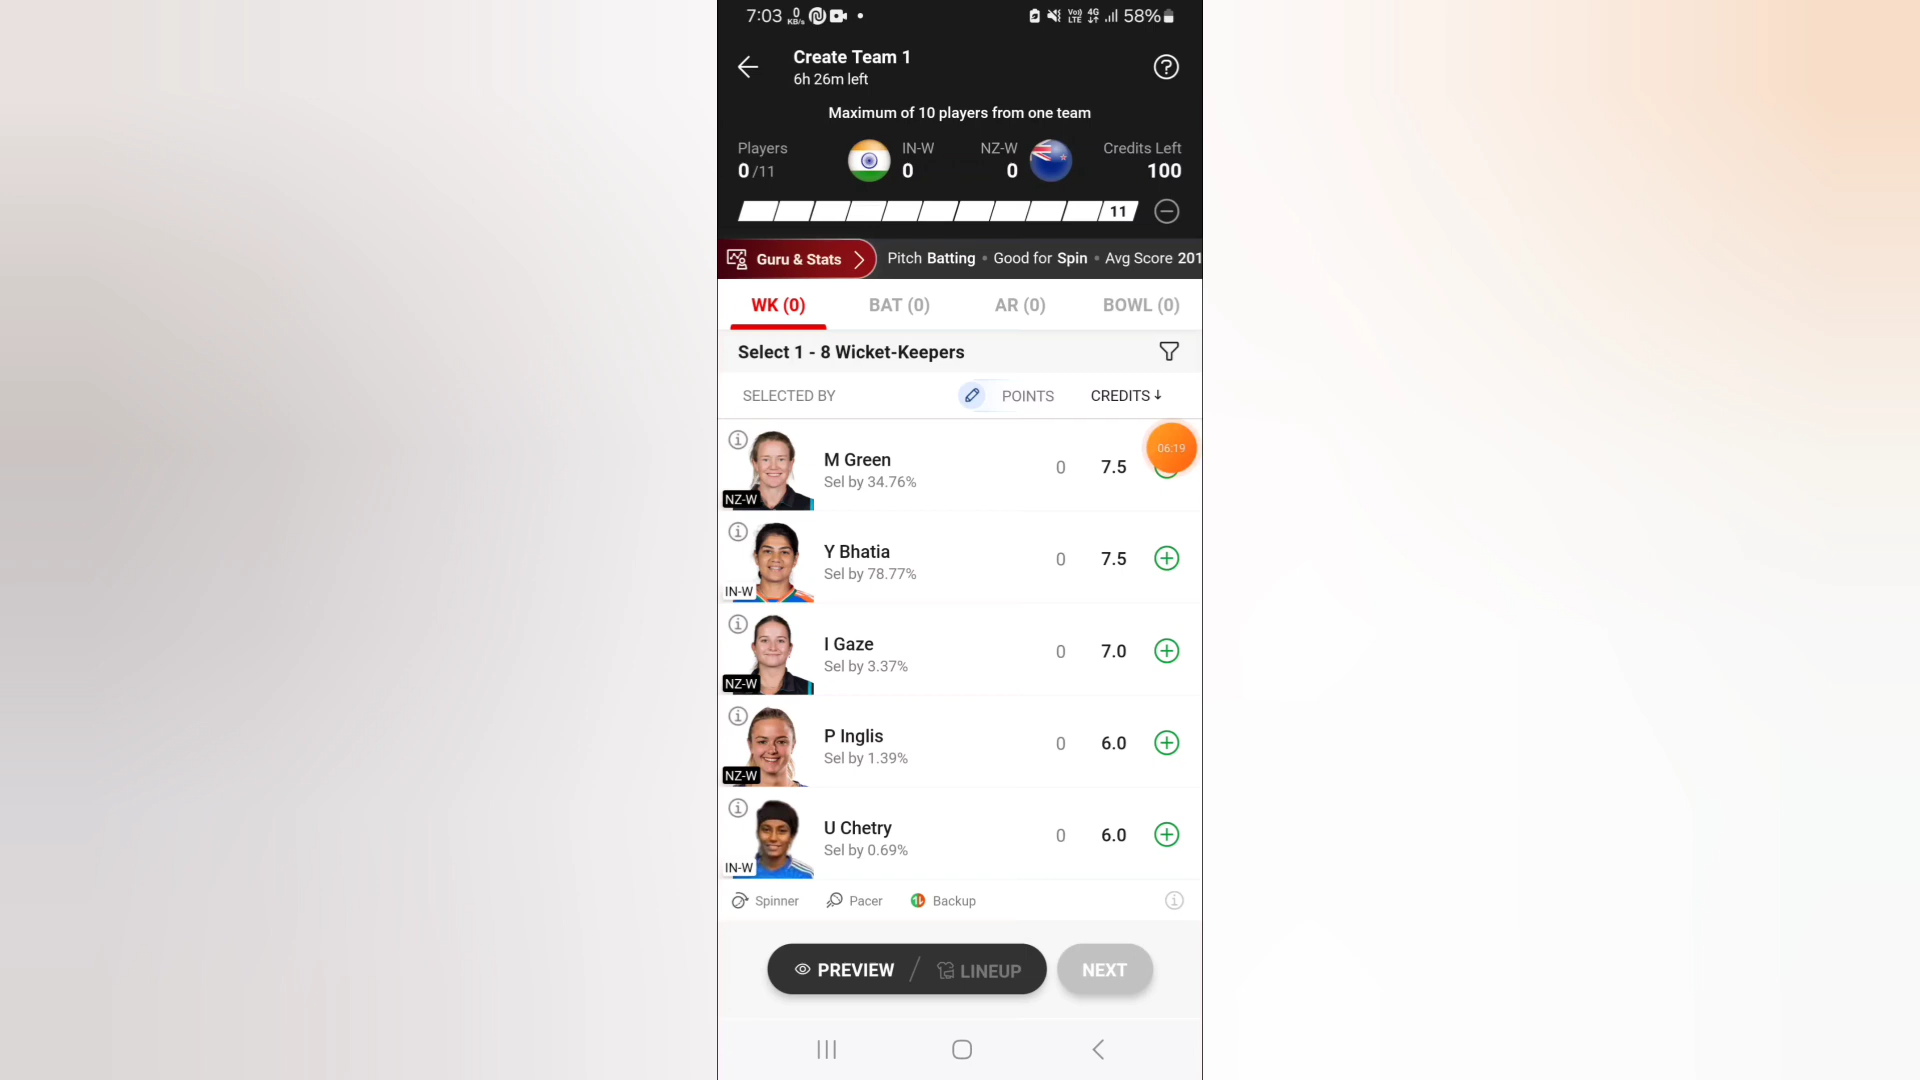 7:03 0 KB/s Vo) LTE 4G 58%
Create Team 1
6h 26m left
Maximum of 10 players from one team
Players IN-W NZ-W Credits Left
0/11 0 0 100
11
Guru & Stats Pitch Batting • Good for Spin • Avg Score 201
WK (0) BAT (0) AR (0) BOWL (0)
Select 1 - 8 Wicket-Keepers
SELECTED BY POINTS CREDITS↓
06:19
M Green 0 7.5
Sel by 34.76%
NZ-W
Y Bhatia 0 7.5
Sel by 78.77%
IN-W
I Gaze 0 7.0
Sel by 3.37%
NZ-W
P Inglis 0 6.0
Sel by 1.39%
NZ-W
U Chetry 0 6.0
Sel by 0.69%
IN-W
Spinner Pacer Backup
PREVIEW / LINEUP NEXT